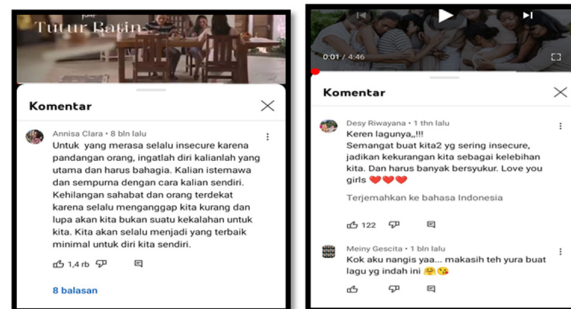 Tutur Batin
Komentar
Annisa Clara • 8 bln lalu
Untuk yang merasa selalu insecure karena
pandangan orang, ingatlah diri kalianlah yang
utama dan harus bahagia. Kalian istemawa
dan sempurna dengan cara kalian sendiri.
Kehilangan sahabat dan orang terdekat
karena selalu menganggap kita kurang dan
lupa akan kita bukan suatu kekalahan untuk
kita. Kita akan selalu menjadi yang terbaik
minimal untuk diri kita sendiri.
1,4 rb
8 balasan
0:01 / 4:46
Komentar
Desy Riwayana • 1 thn lalu
Keren lagunya,,!!!
Semangat buat kita2 yg sering insecure,
jadikan kekurangan kita sebagai kelebihan
kita. Dan harus banyak bersyukur. Love you
girls ❤️❤️❤️
Terjemahkan ke bahasa Indonesia
122
Meiny Gescita • 1 bln lalu
Kok aku nangis yaa... makasih teh yura buat
lagu yg indah ini 🤗😘